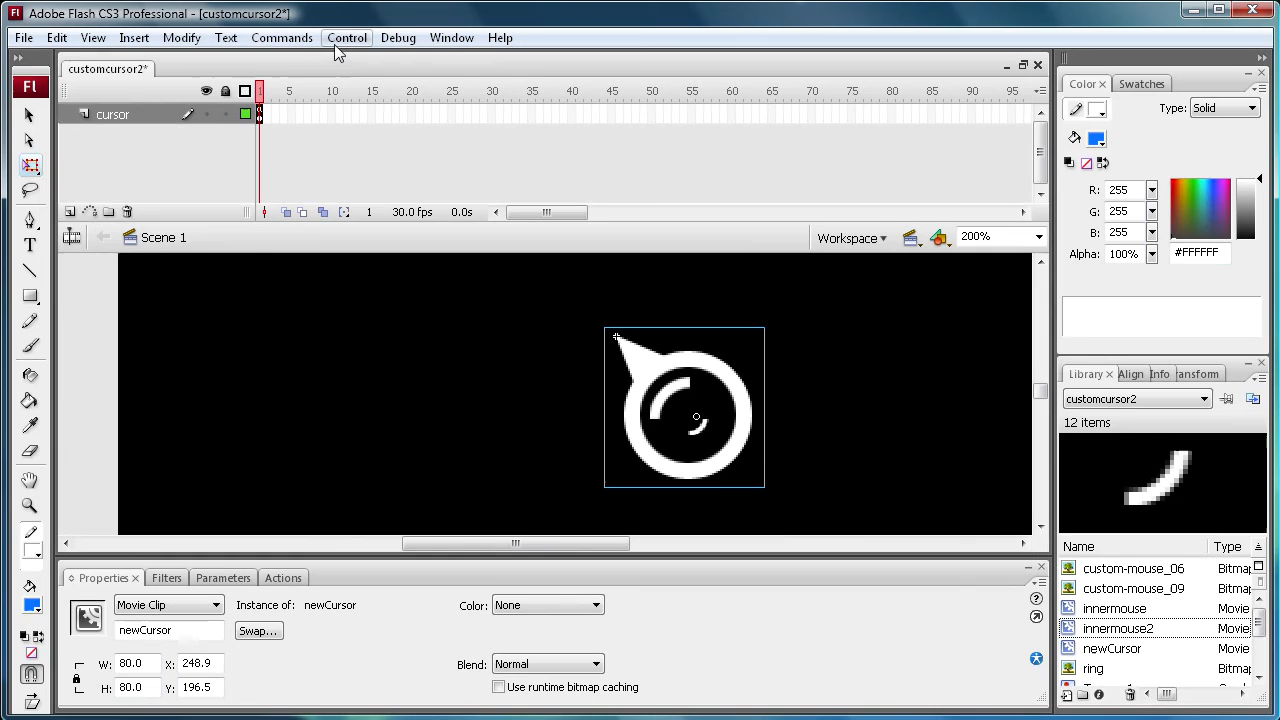 Fl Adobe Flash CS3 Professional - [customcursor2*]
File Edit View Insert Modify Text Commands Control Debug Window Help
customcursor2*
Fl
1 5 10 15 20 25 30 35 40 45 50 55 60 65 70 75 80 85 90 95
cursor
1 30.0 fps 0.0s
Scene 1
Workspace
200%
Properties Filters Parameters Actions
Movie Clip
Instance of: newCursor
Color: None
newCursor
Swap...
W: 80.0 X: 248.9
Blend: Normal
H: 80.0 Y: 196.5
Use runtime bitmap caching
Color Swatches
Type: Solid
R: 255
G: 255
B: 255
Alpha: 100% #FFFFFF
Library Align Info ransform
customcursor2
12 items
Name Type
custom-mouse_06 Bitmap
custom-mouse_09 Bitmap
innermouse Movie
innermouse2 Movie
newCursor Movie
ring Bitmap